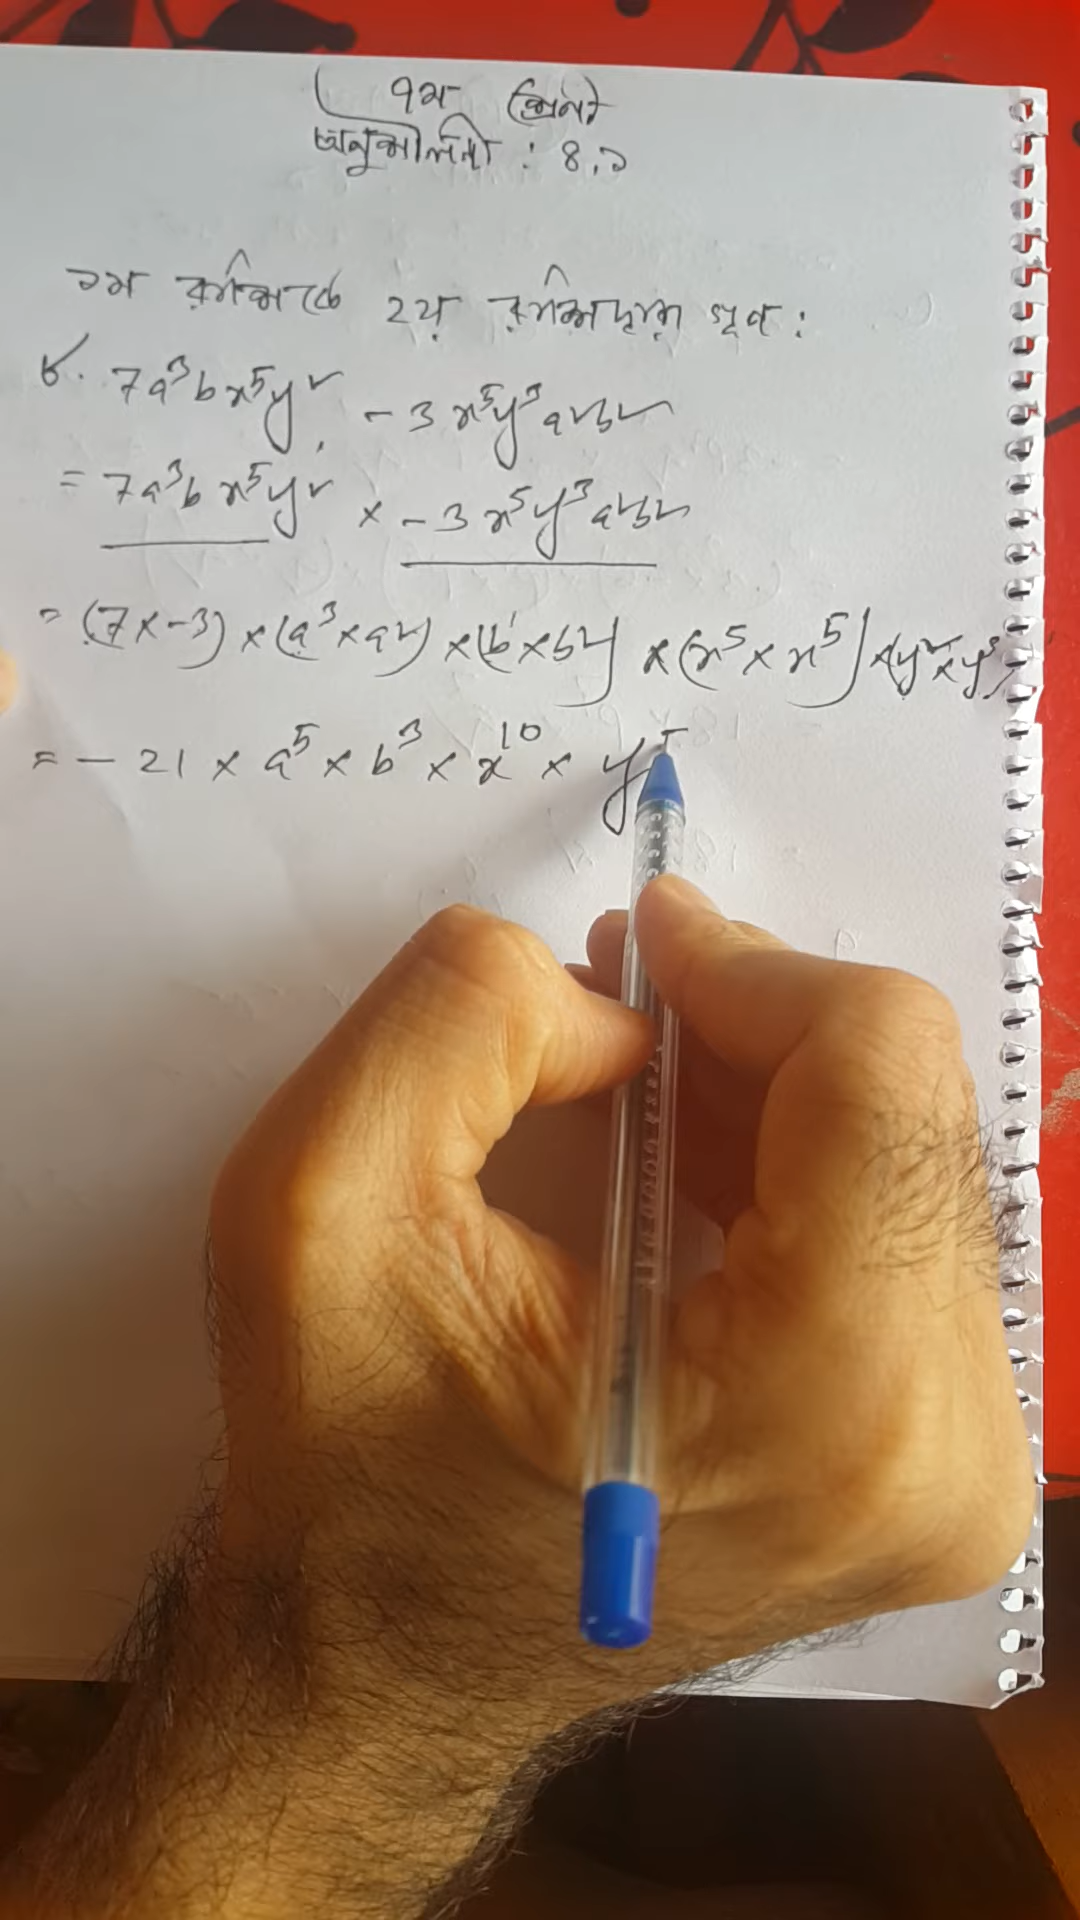 ৭ম শ্রেণী
অনুশীলনী : ৪.১
১ম রাশিকে ২য় রাশিদ্বারা গুণ :
৮. 7a³bx⁵y², -3x⁵y³a²b²
= 7a³bx⁵y² × -3x⁵y³a²b²
= (7×-3) × (a³×a²) × (b¹×b²) × (x⁵×x⁵) × (y²×y³)
= -21 × a⁵ × b³ × x¹⁰ × y⁵